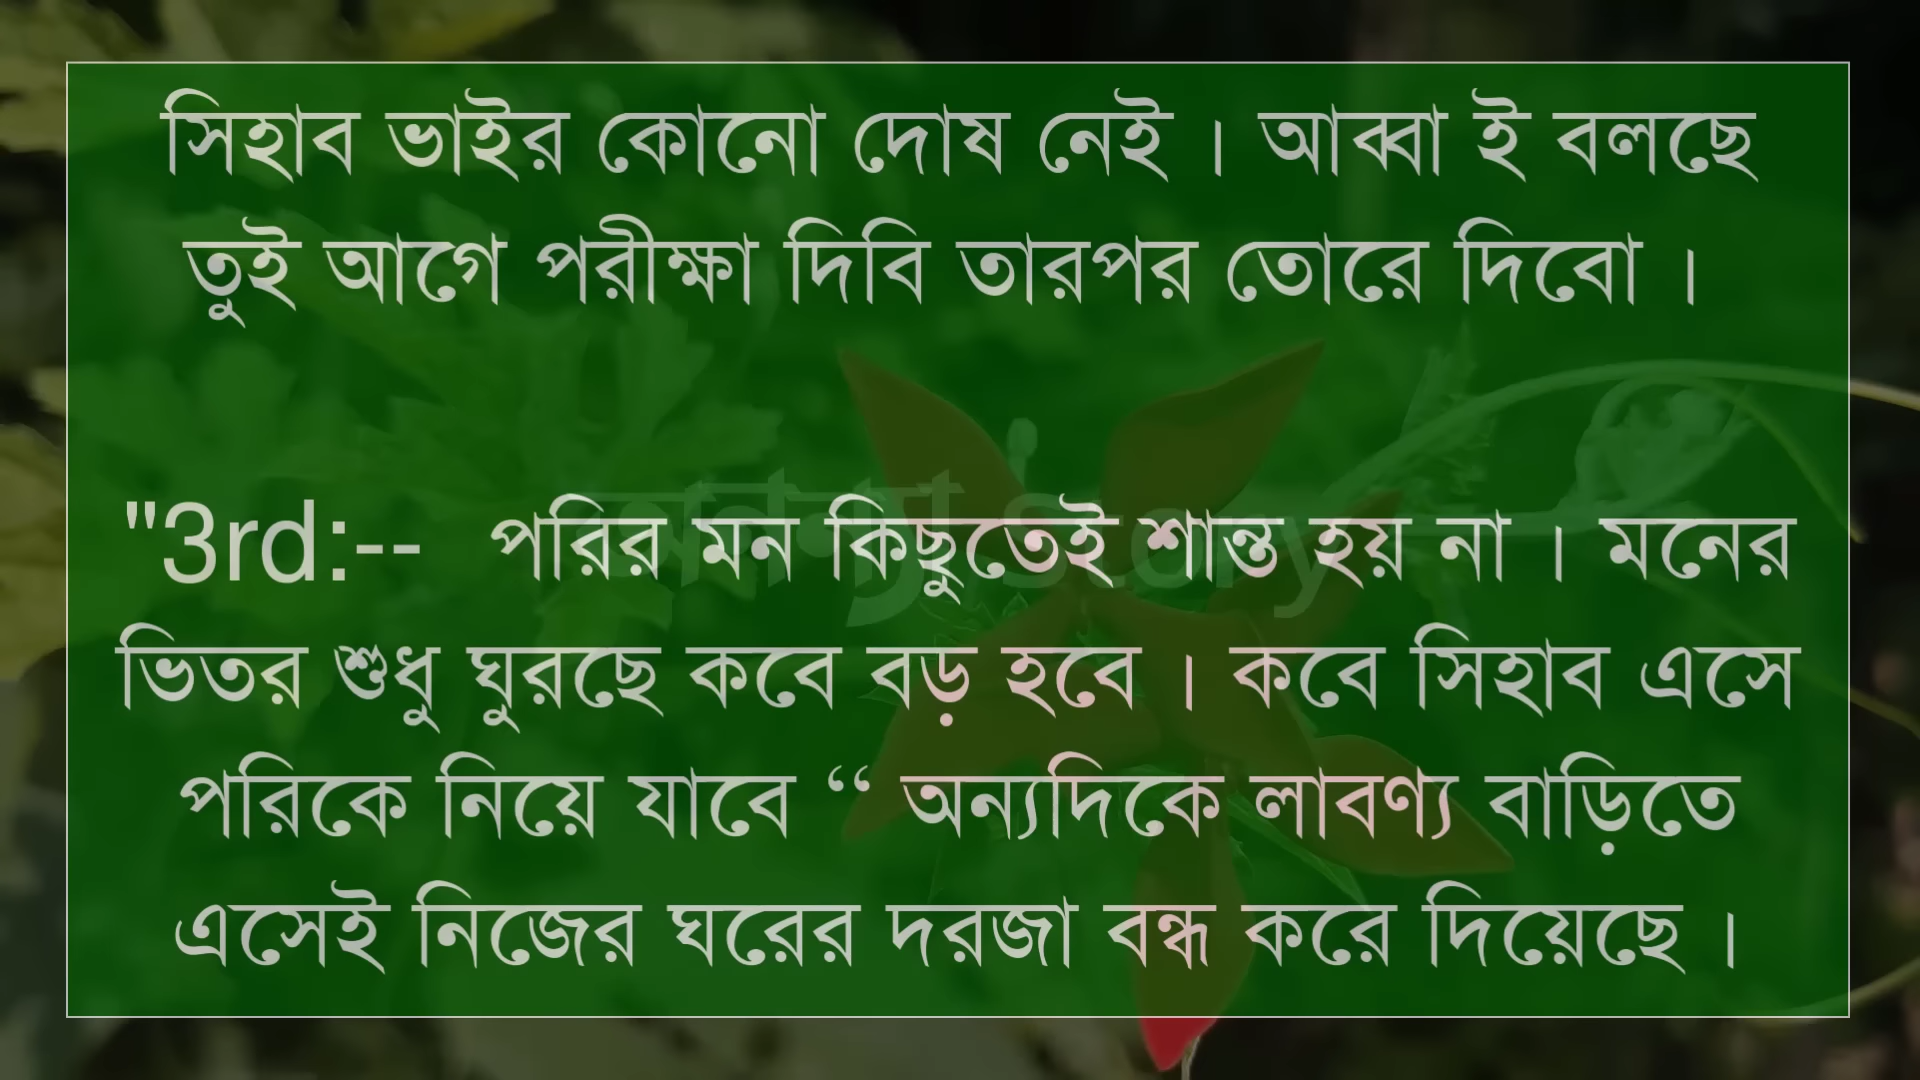 সিহাব ভাইর কোনো দোষ নেই । আব্বা ই বলছে
তুই আগে পরীক্ষা দিবি তারপর তোরে দিবো ।
"3rd:-- পরির মন কিছুতেই শান্ত হয় না । মনের
ভিতর শুধু ঘুরছে কবে বড় হবে । কবে সিহাব এসে
পরিকে নিয়ে যাবে “ অন্যদিকে লাবণ্য বাড়িতে
এসেই নিজের ঘরের দরজা বন্ধ করে দিয়েছে ।
Story